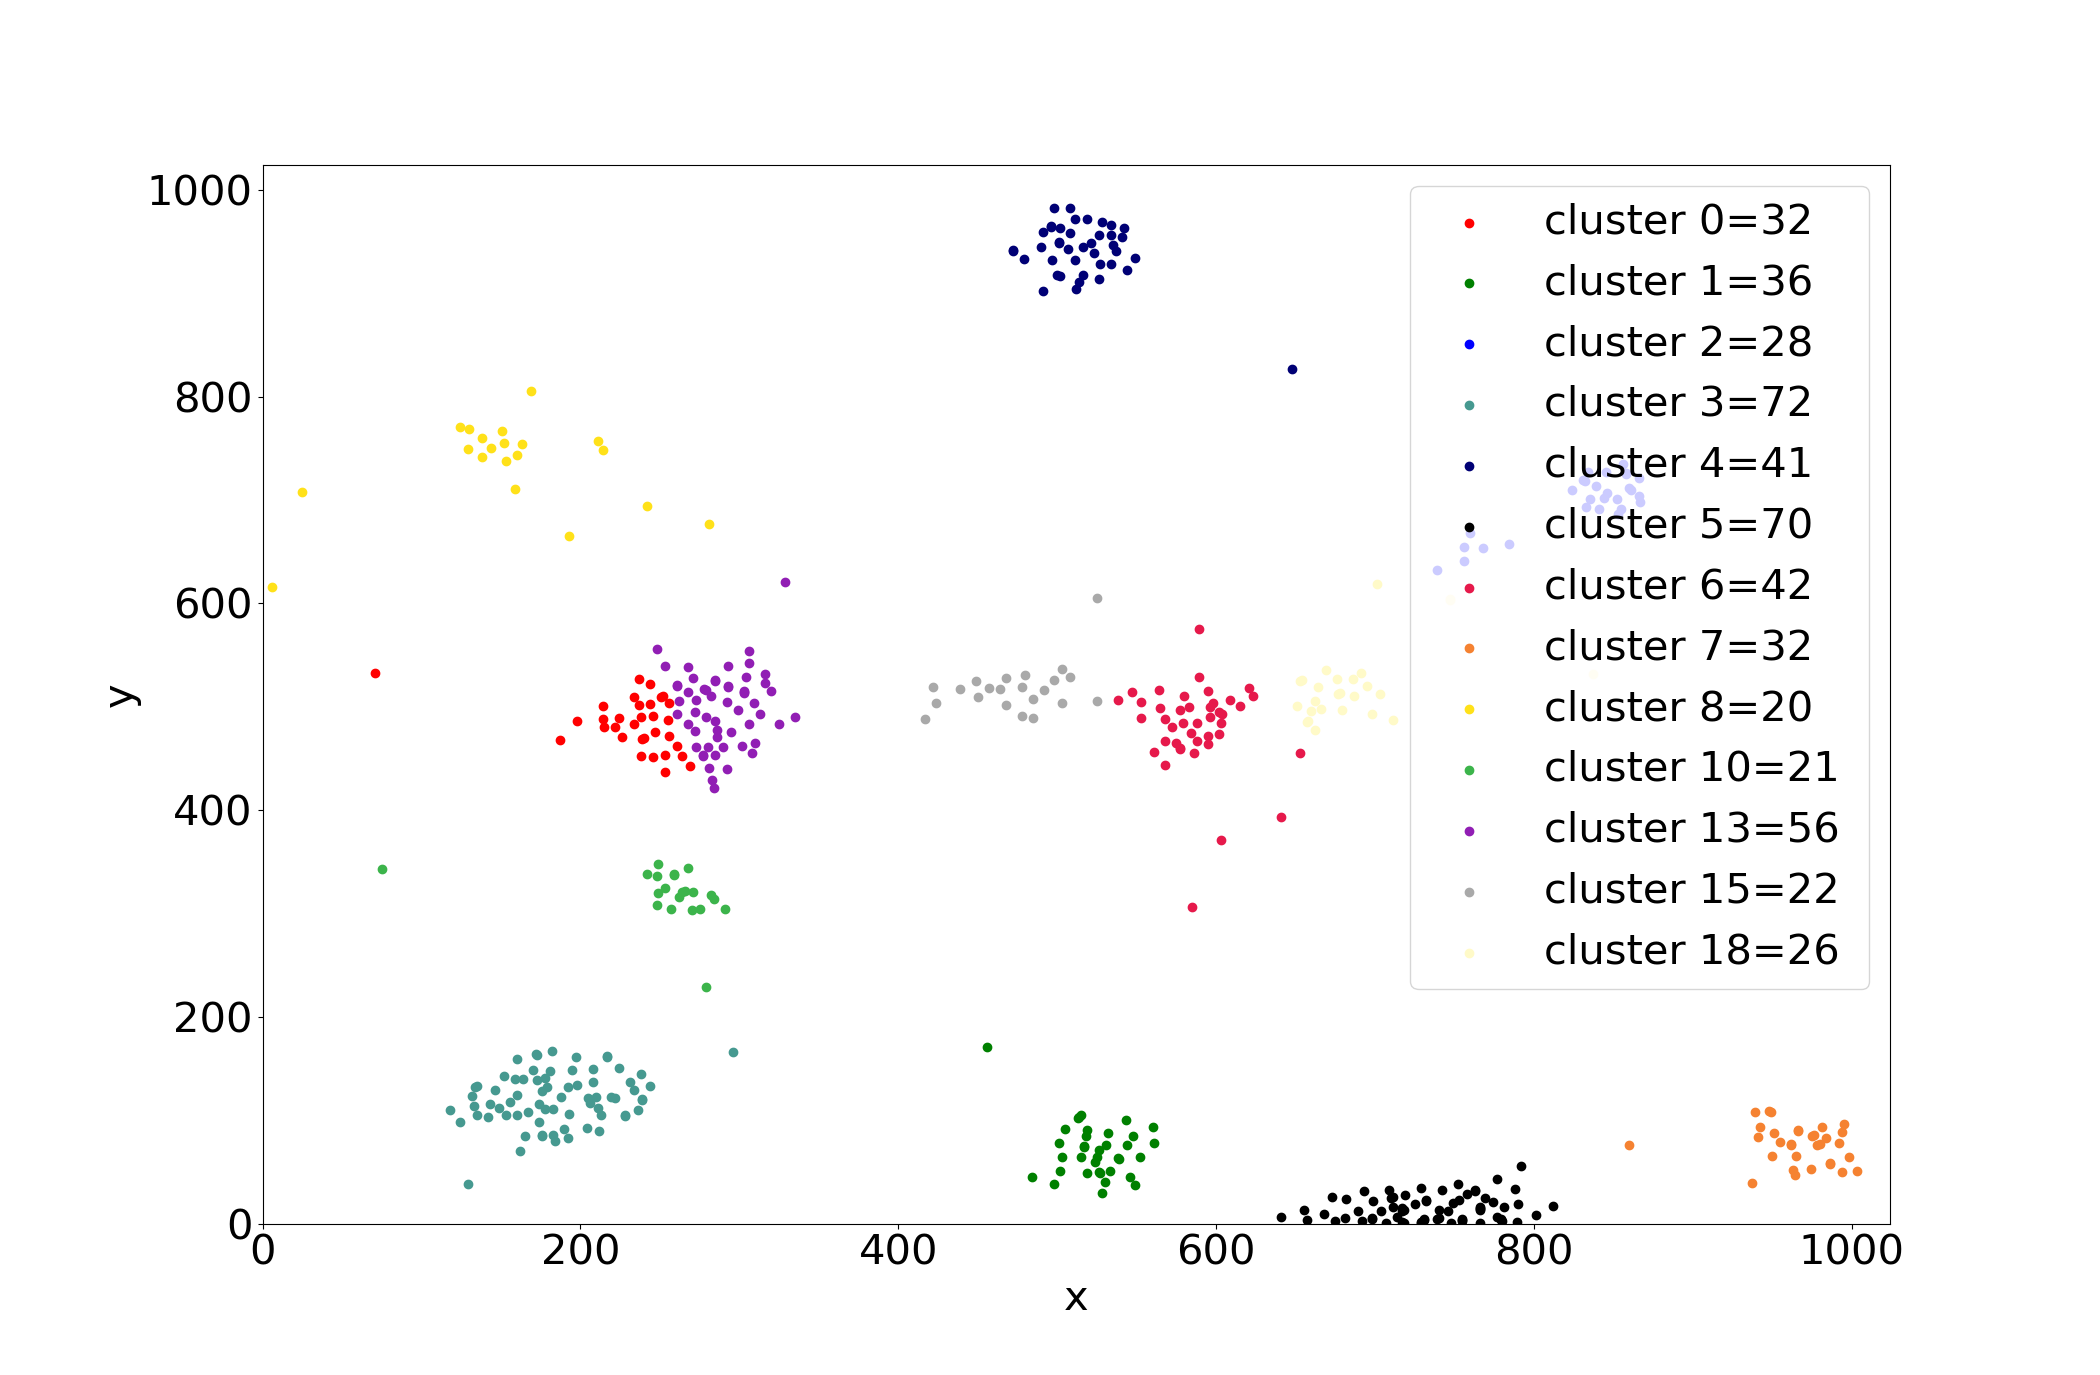 1000
800
600
400
200
0
0 200 400 600 800 1000
x
y
cluster 0=32
cluster 1=36
cluster 2=28
cluster 3=72
cluster 4=41
cluster 5=70
cluster 6=42
cluster 7=32
cluster 8=20
cluster 10=21
cluster 13=56
cluster 15=22
cluster 18=26